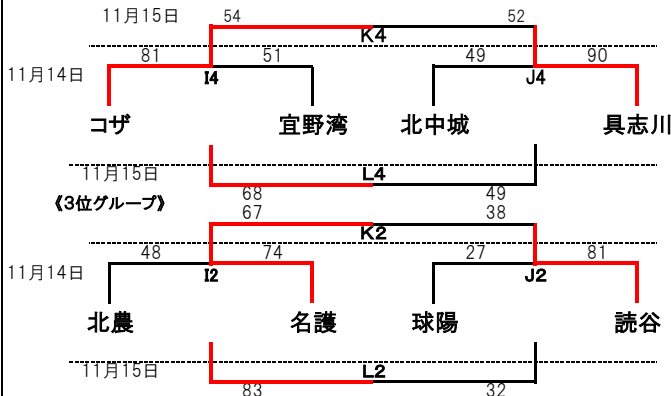 11月15日 54 52
K4
81 51 49 90
11月14日 I4 J4
コザ 宜野湾 北中城 具志川
11月15日 L4
68 49
《3位グループ》
67 38
K2
48 74 27 81
11月14日 I2 J2
北農 名護 球陽 読谷
11月15日 L2
83 32